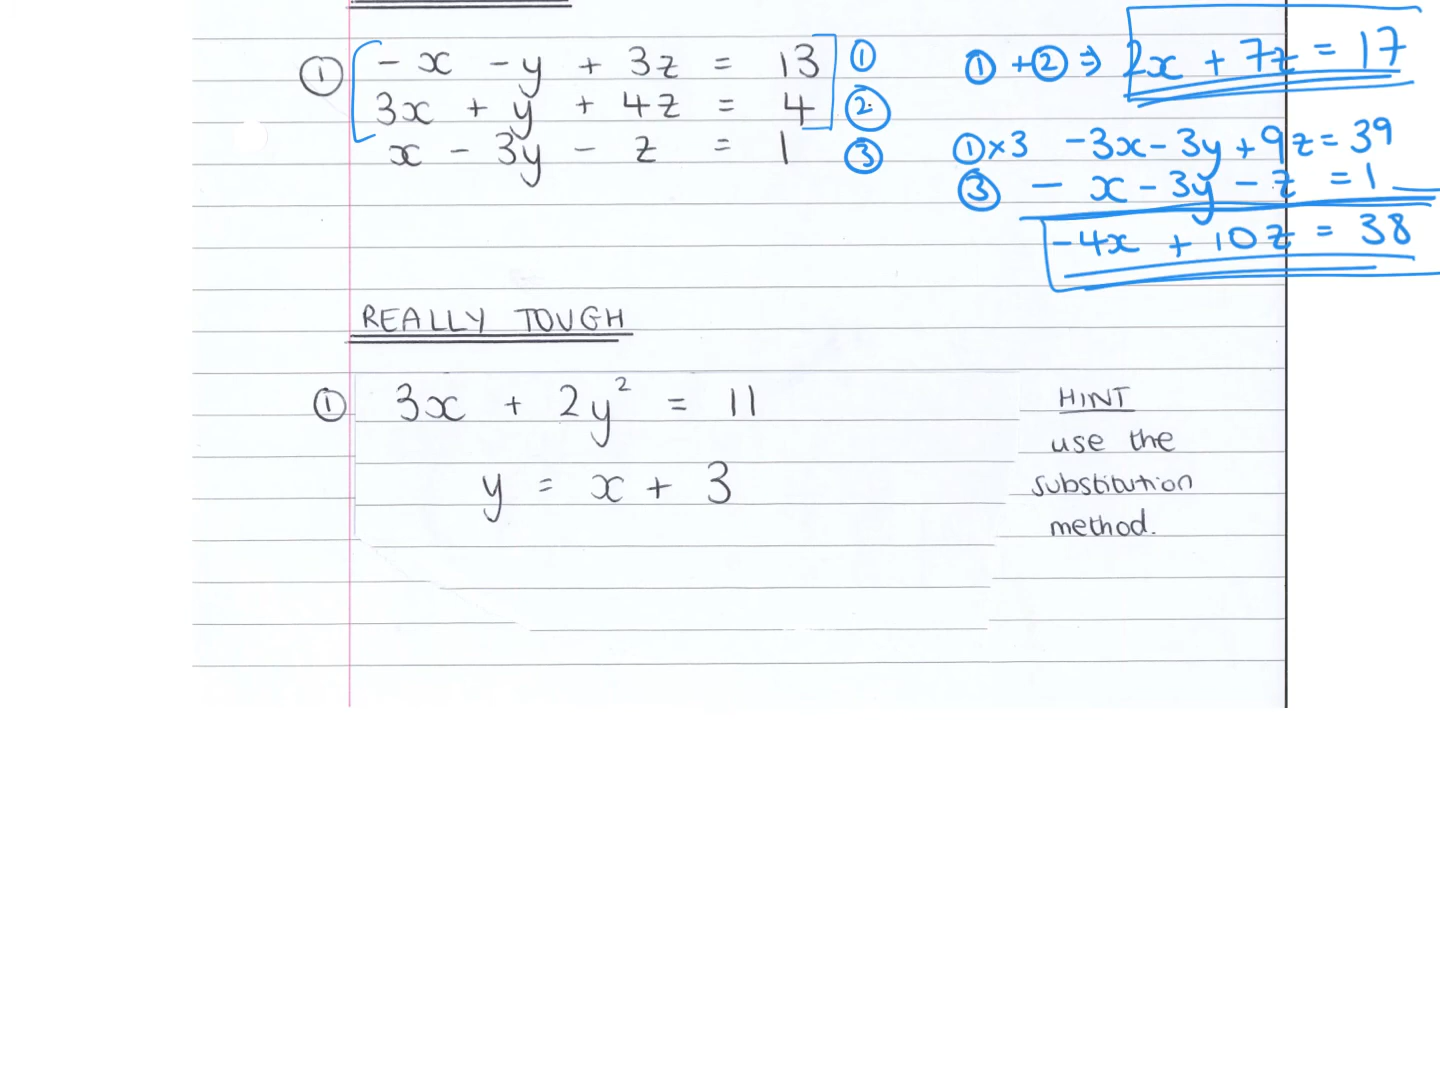 ① - x - y + 3z = 13 ①
3x + y + 4z = 4 ②
x - 3y - z = 1 ③
① + ② ⇒ 2x + 7z = 17
① × 3 -3x - 3y + 9z = 39
③ - x - 3y - z = 1
-4x + 10z = 38
REALLY TOUGH
① 3x + 2y² = 11
y = x + 3
HINT
use the
substitution
method.